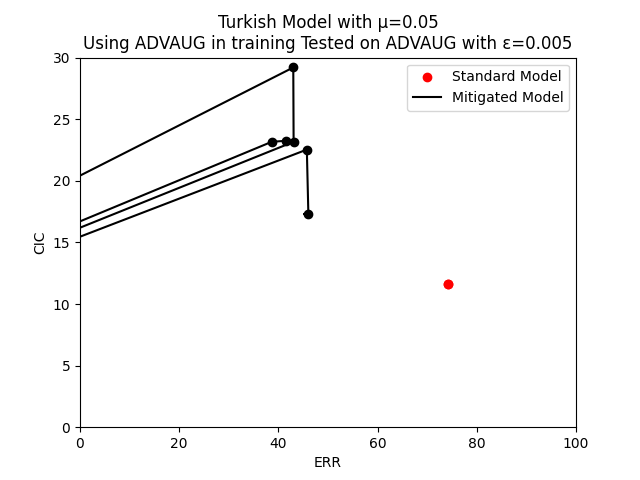 Turkish Model with μ=0.05
Using ADVAUG in training Tested on ADVAUG with ε=0.005
30
25
20
15
10
5
0
CIC
Standard Model
Mitigated Model
0 20 40 60 80 100
ERR